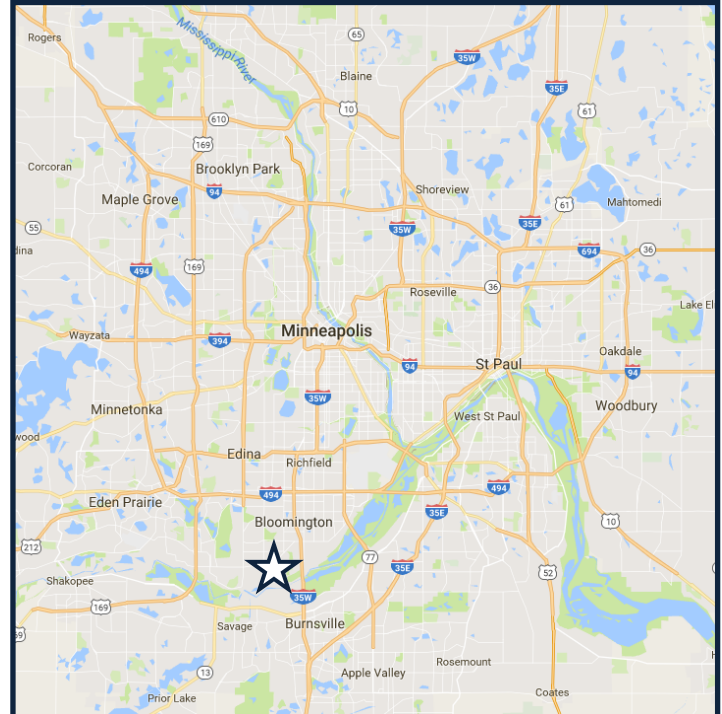 Mississippi River
65
35W
Rogers
Blaine
35E
10
61
610
169
Corcoran
Brooklyn Park
94
Maple Grove
Shoreview
Mahtomedi
61
55
35W
35E
694
36
494
169
36
Roseville
Lake El
Minneapolis
Wayzata
394
Oakdale
94
St Paul
94
35W
Minnetonka
Woodbury
West St Paul
wood
Edina
Richfield
494
494
Eden Prairie
35E
10
Bloomington
212
77
35E
52
Shakopee
169
35W
Savage
Burnsville
13
Rosemount
Apple Valley
Coates
Prior Lake